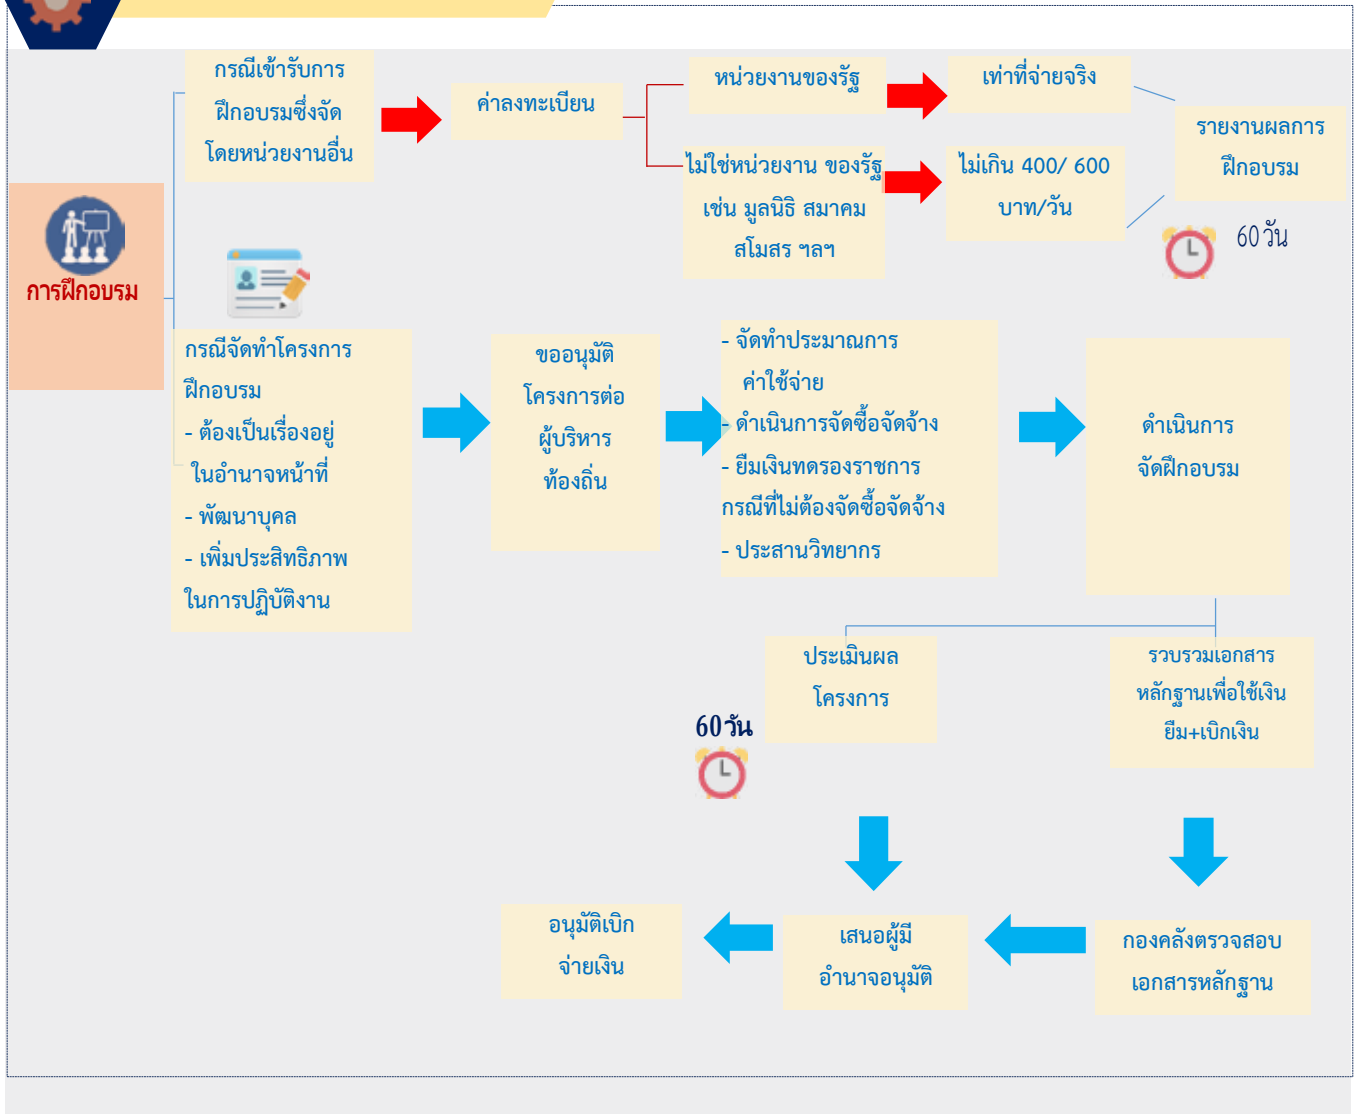 กรณีเข้ารับการ
ฝึกอบรมซึ่งจัด
โดยหน่วยงานอื่น
ค่าลงทะเบียน
หน่วยงานของรัฐ
เท่าที่จ่ายจริง
ไม่ใช่หน่วยงาน ของรัฐ
เช่น มูลนิธิ สมาคม
สโมสร ฯลฯ
ไม่เกิน 400/ 600
บาท/วัน
รายงานผลการ
ฝึกอบรม
60 วัน
การฝึกอบรม
กรณีจัดทำโครงการ
ฝึกอบรม
- ต้องเป็นเรื่องอยู่
ในอำนาจหน้าที่
- พัฒนาบุคล
- เพิ่มประสิทธิภาพ
ในการปฏิบัติงาน
ขออนุมัติ
โครงการต่อ
ผู้บริหาร
ท้องถิ่น
- จัดทำประมาณการ
ค่าใช้จ่าย
- ดำเนินการจัดซื้อจัดจ้าง
- ยืมเงินทดรองราชการ
กรณีที่ไม่ต้องจัดซื้อจัดจ้าง
- ประสานวิทยากร
ดำเนินการ
จัดฝึกอบรม
ประเมินผล
โครงการ
60 วัน
รวบรวมเอกสาร
หลักฐานเพื่อใช้เงิน
ยืม+เบิกเงิน
อนุมัติเบิก
จ่ายเงิน
เสนอผู้มี
อำนาจอนุมัติ
กองคลังตรวจสอบ
เอกสารหลักฐาน